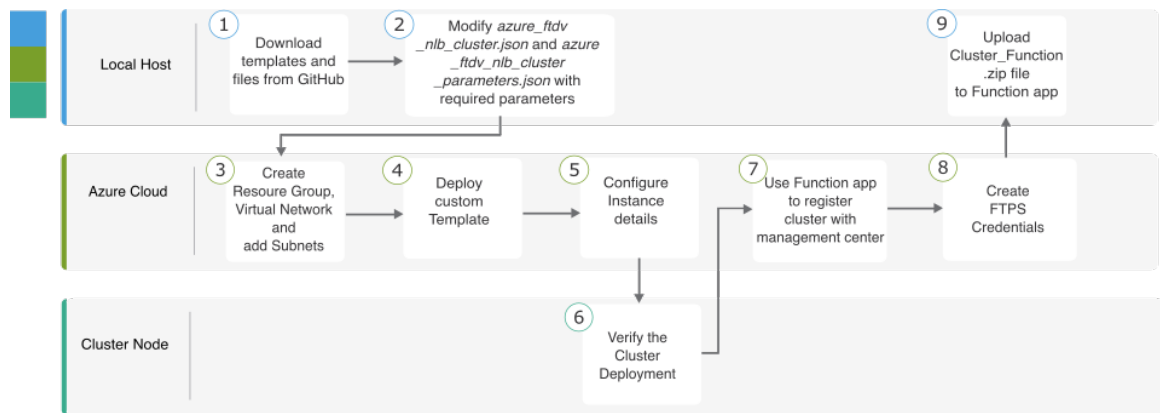 Local Host
1
Download
templates and
files from GitHub
2
Modify azure_ftdv
_nlb_cluster.json and azure
_ftdv_nlb_cluster
_parameters.json with
required parameters
9
Upload
Cluster_Function
.zip file
to Function app
Azure Cloud
3
Create
Resoure Group,
Virtual Network
and
add Subnets
4
Deploy
custom
Template
5
Configure
Instance
details
7
Use Function app
to register
cluster with
management center
8
Create
FTPS
Credentials
Cluster Node
6
Verify the
Cluster
Deployment